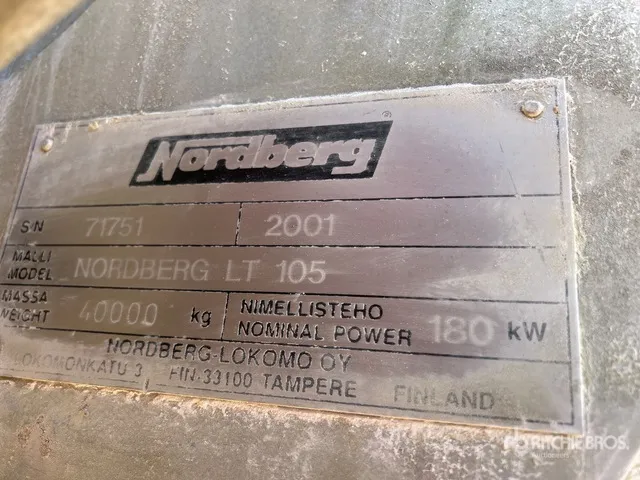 Nordberg®
S/N 71751 2001
MALLI
MODEL NORDBERG LT 105
MASSA
WEIGHT 40000 kg NIMELLISTEHO
NOMINAL POWER 180 kW
NORDBERG-LOKOMO OY
LOKOMONKATU 3 FIN-33100 TAMPERE FINLAND
RITCHIE BROS.
Auctioneers